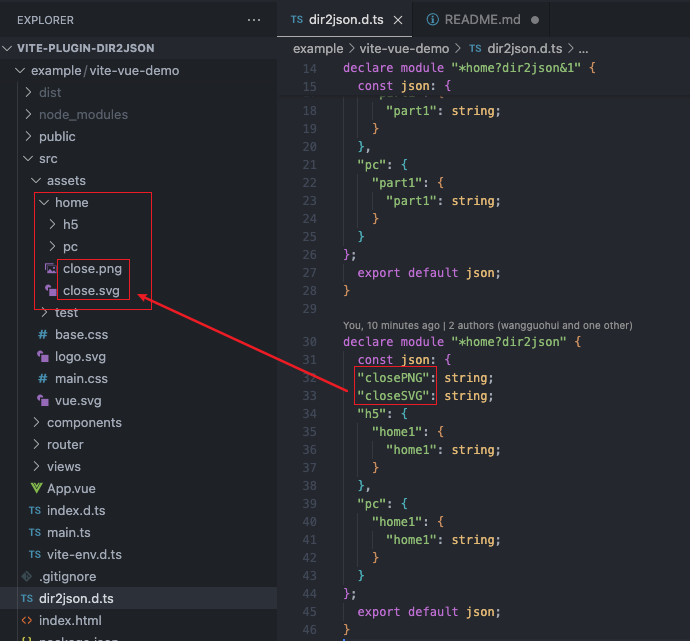 EXPLORER
VITE-PLUGIN-DIR2JSON
example/vite-vue-demo
dist
node_modules
public
src
assets
home
h5
pc
close.png
close.svg
test
base.css
logo.svg
main.css
vue.svg
components
router
views
App.vue
TS index.d.ts
TS main.ts
TS vite-env.d.ts
.gitignore
TS dir2json.d.ts
index.html
TS dir2json.d.ts
README.md
example > vite-vue-demo > TS dir2json.d.ts > ...
14 declare module "*home?dir2json&1" {
15 const json: {
18 "part1": string;
19 }
20 },
21 "pc": {
22 "part1": {
23 "part1": string;
24 }
25 }
26 };
27 export default json;
28 }
29
You, 10 minutes ago | 2 authors (wangguohui and one other)
30 declare module "*home?dir2json" {
31 const json: {
32 "closePNG": string;
33 "closeSVG": string;
34 "h5": {
35 "home1": {
36 "home1": string;
37 }
38 },
39 "pc": {
40 "home1": {
41 "home1": string;
42 }
43 }
44 };
45 export default json;
46 }